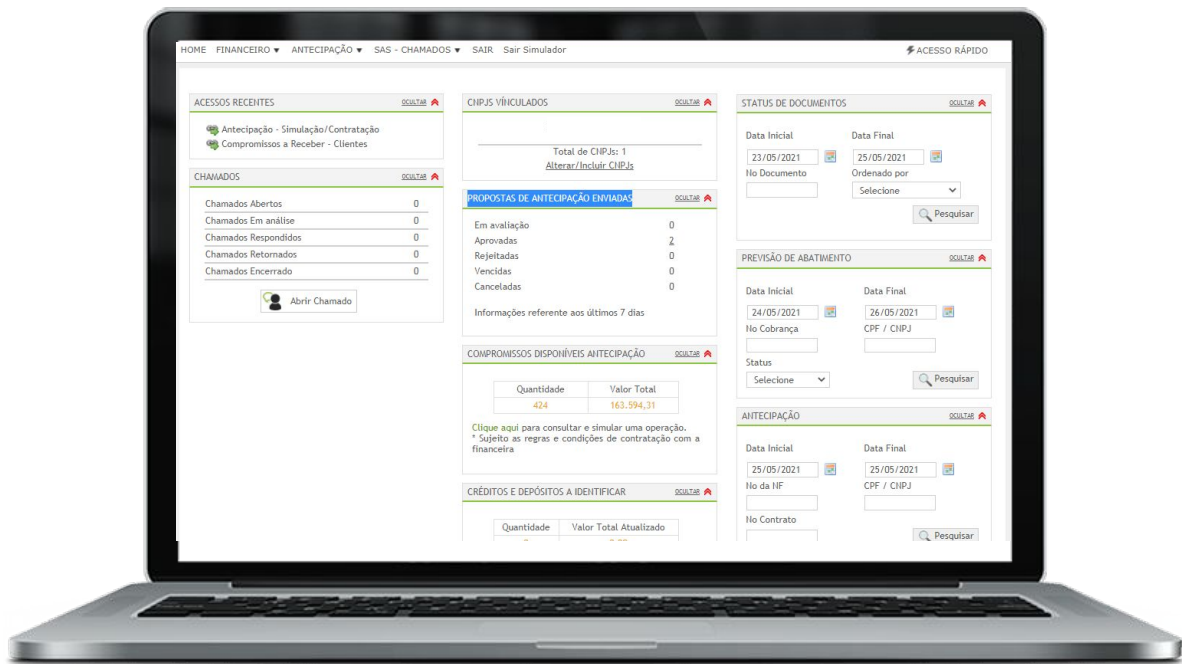 HOME FINANCEIRO ▼ ANTECIPAÇÃO ▼ SAS - CHAMADOS ▼ SAIR Sair Simulador ACESSO RÁPIDO
ACESSOS RECENTES OCULTAR
Antecipação - Simulação/Contratação
Compromissos a Receber - Clientes
CHAMADOS OCULTAR
Chamados Abertos 0
Chamados Em análise 0
Chamados Respondidos 0
Chamados Retornados 0
Chamados Encerrado 0
Abrir Chamado
CNPJS VÍNCULADOS OCULTAR
Total de CNPJs: 1
Alterar/Incluir CNPJs
PROPOSTAS DE ANTECIPAÇÃO ENVIADAS OCULTAR
Em avaliação 0
Aprovadas 2
Rejeitadas 0
Vencidas 0
Canceladas 0
Informações referente aos últimos 7 dias
COMPROMISSOS DISPONÍVEIS ANTECIPAÇÃO OCULTAR
Quantidade Valor Total
424 163.594,31
Clique aqui para consultar e simular uma operação.
* Sujeito as regras e condições de contratação com a
financeira
CRÉDITOS E DEPÓSITOS A IDENTIFICAR OCULTAR
Quantidade Valor Total Atualizado
STATUS DE DOCUMENTOS OCULTAR
Data Inicial Data Final
23/05/2021 25/05/2021
No Documento Ordenado por
Selecione
Pesquisar
PREVISÃO DE ABATIMENTO OCULTAR
Data Inicial Data Final
24/05/2021 26/05/2021
No Cobrança CPF / CNPJ
Status
Selecione Pesquisar
ANTECIPAÇÃO OCULTAR
Data Inicial Data Final
25/05/2021 25/05/2021
No da NF CPF / CNPJ
No Contrato
Pesquisar